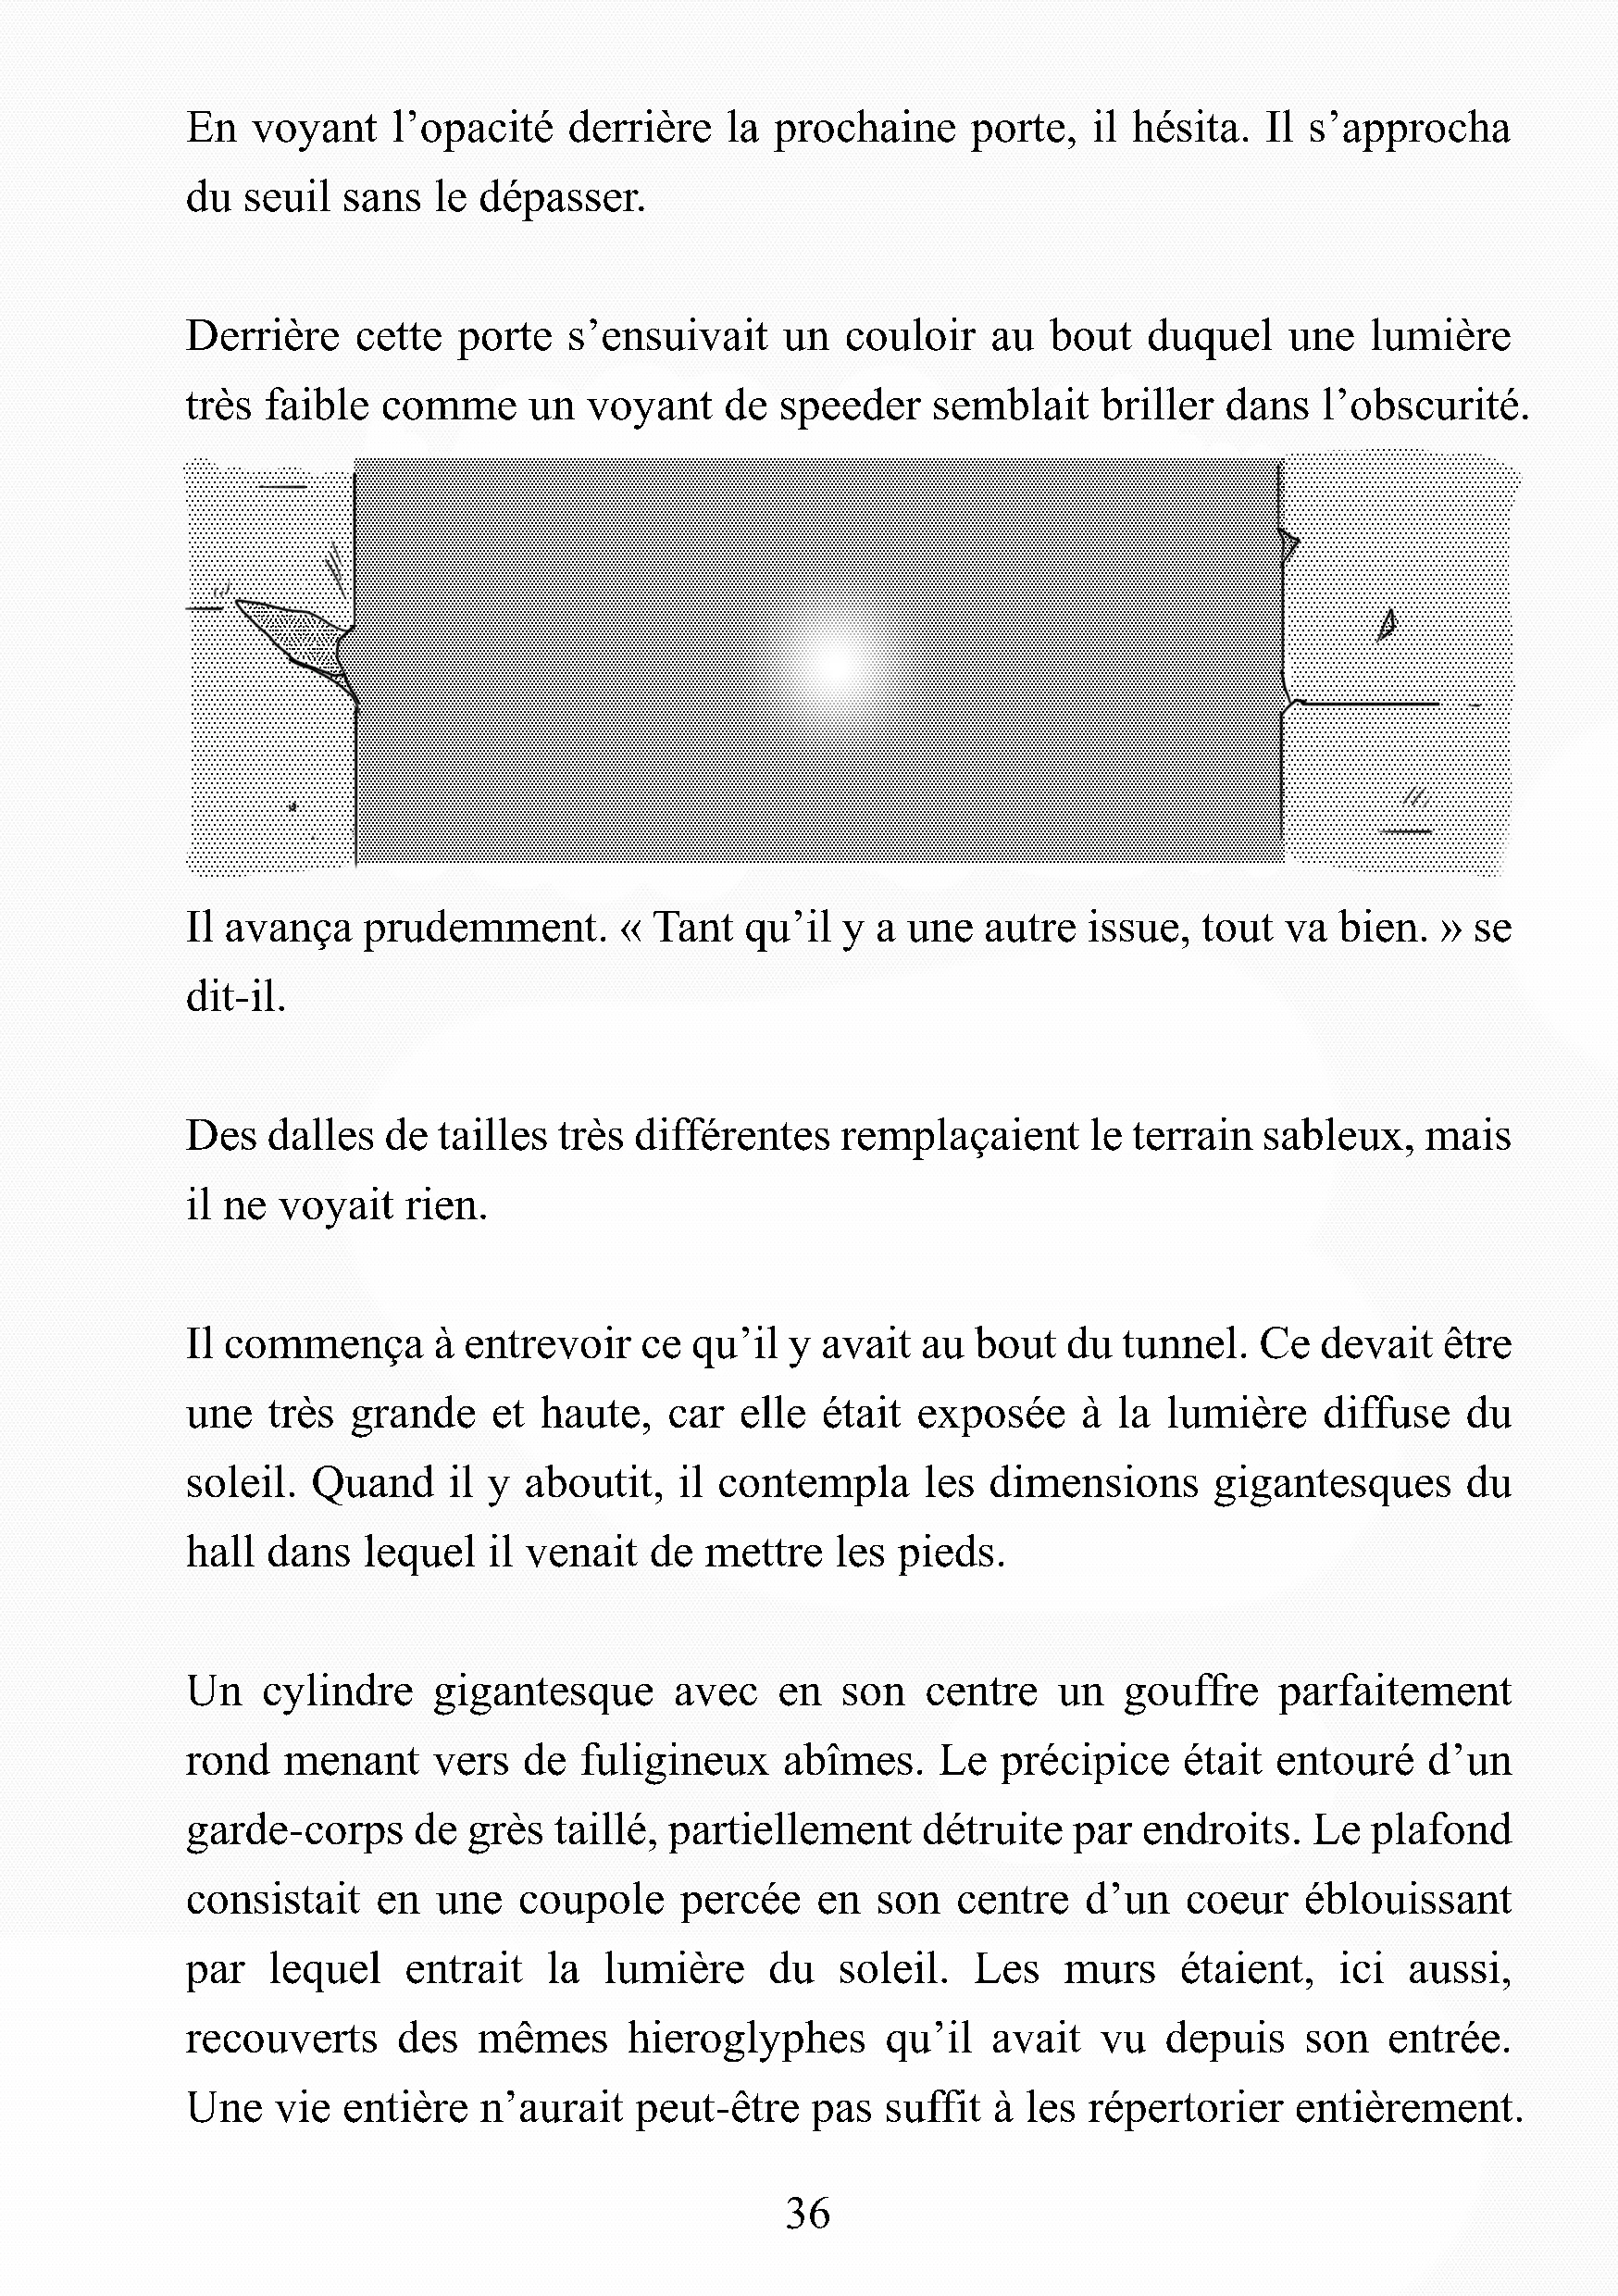 En voyant l’opacité derrière la prochaine porte, il hésita. Il s’approcha
du seuil sans le dépasser.
Derrière cette porte s’ensuivait un couloir au bout duquel une lumière
très faible comme un voyant de speeder semblait briller dans l’obscurité.
Il avança prudemment. « Tant qu’il y a une autre issue, tout va bien. » se
dit-il.
Des dalles de tailles très différentes remplaçaient le terrain sableux, mais
il ne voyait rien.
Il commença à entrevoir ce qu’il y avait au bout du tunnel. Ce devait être
une très grande et haute, car elle était exposée à la lumière diffuse du
soleil. Quand il y aboutit, il contempla les dimensions gigantesques du
hall dans lequel il venait de mettre les pieds.
Un cylindre gigantesque avec en son centre un gouffre parfaitement
rond menant vers de fuligineux abîmes. Le précipice était entouré d’un
garde-corps de grès taillé, partiellement détruite par endroits. Le plafond
consistait en une coupole percée en son centre d’un coeur éblouissant
par lequel entrait la lumière du soleil. Les murs étaient, ici aussi,
recouverts des mêmes hieroglyphes qu’il avait vu depuis son entrée.
Une vie entière n’aurait peut-être pas suffit à les répertorier entièrement.
36